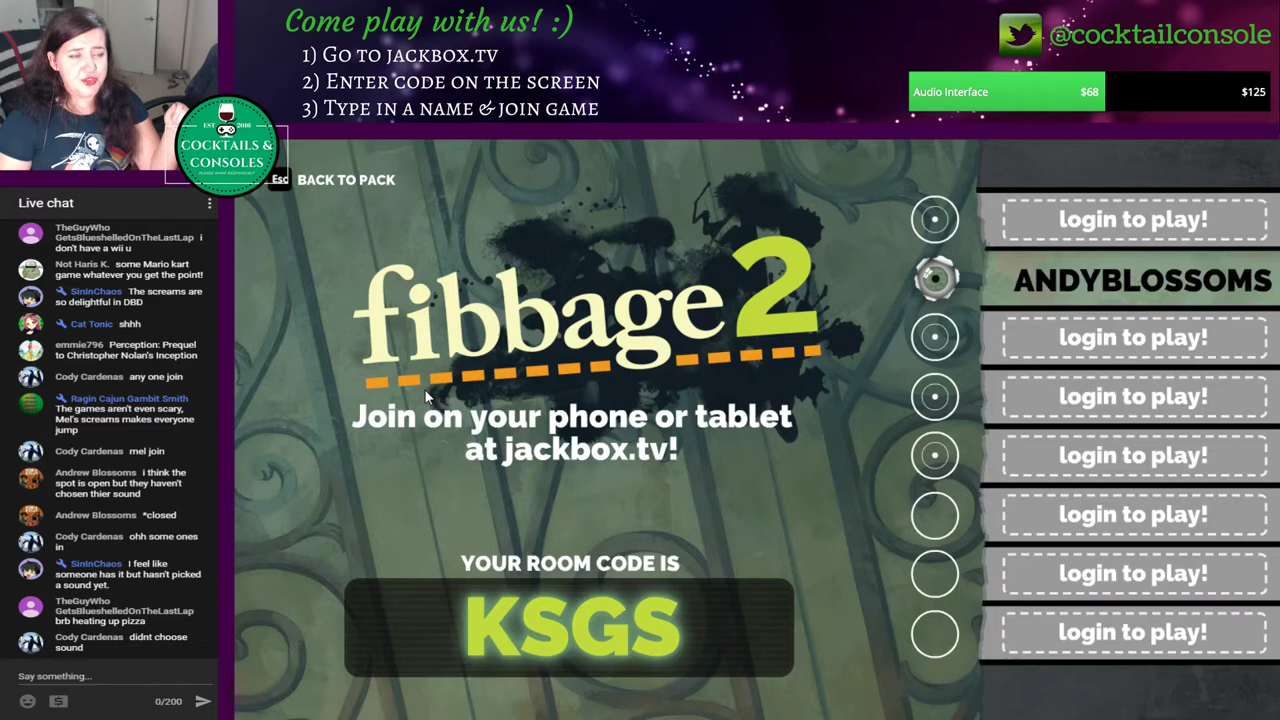 Come play with us! :)
1) Go to jackbox.tv
2) Enter code on the screen
3) Type in a name & join game
@cocktailconsole
Audio Interface $68 $125
EST 2016
COCKTAILS &
CONSOLES
PLEASE GAME RESPONSIBLY
Esc BACK TO PACK
Live chat
TheGuyWho
GetsBlueshelledOnTheLastLap i
don't have a wii u
Not Haris K. some Mario kart
game whatever you get the point!
SinInChaos The screams are
so delightful in DBD
Cat Tonic shhh
emmie796 Perception: Prequel
to Christopher Nolan's Inception
Cody Cardenas any one join
Ragin Cajun Gambit Smith
The games aren't even scary,
Mel's screams makes everyone
jump
Cody Cardenas mel join
Andrew Blossoms i think the
spot is open but they haven't
chosen thier sound
Andrew Blossoms *closed
Cody Cardenas ohh some ones
in
SinInChaos I feel like
someone has it but hasn't picked
a sound yet.
TheGuyWho
GetsBlueshelledOnTheLastLap
brb heating up pizza
Cody Cardenas didnt choose
sound
Say something...
0/200
fibbage 2
Join on your phone or tablet
at jackbox.tv!
YOUR ROOM CODE IS
KSGS
login to play!
ANDYBLOSSOMS
login to play!
login to play!
login to play!
login to play!
login to play!
login to play!